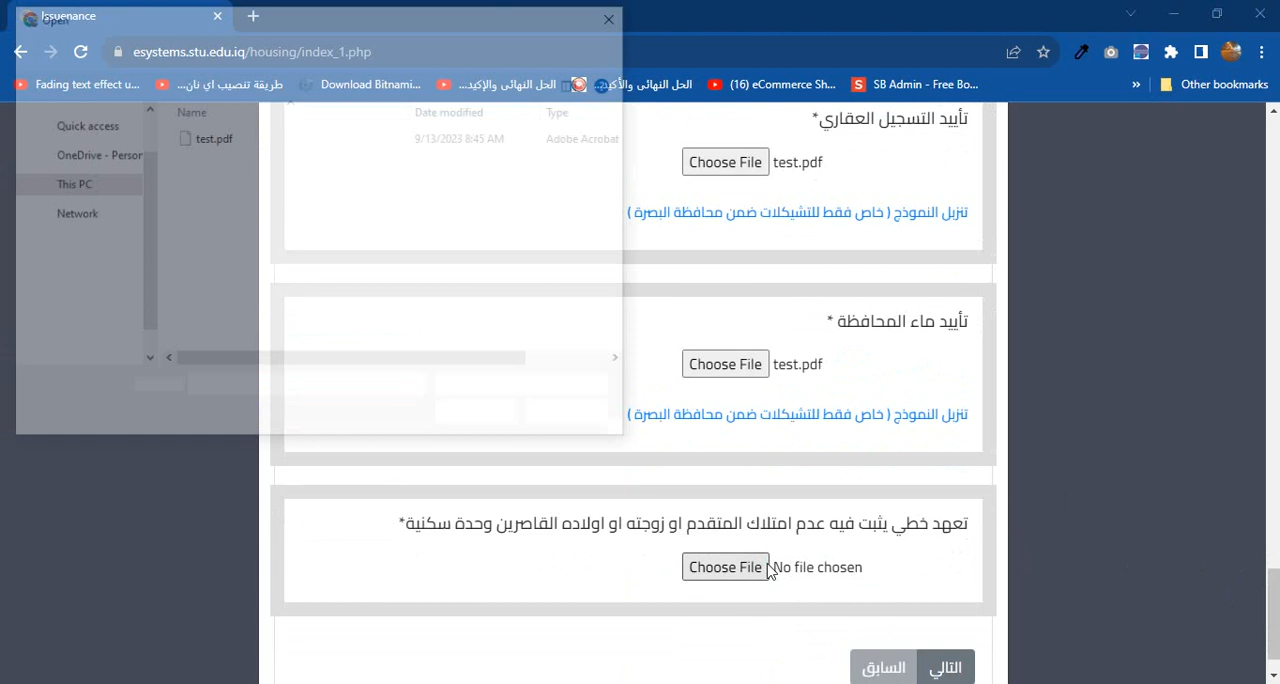 Issuenance
Open
esystems.stu.edu.iq/housing/index_1.php
Fading text effect u...
طريقة تنصيب اي نان...
Download Bitnami...
الحل النهائي والإكيد...
الحل النهائي والأكيد...
(16) eCommerce Sh...
SB Admin - Free Bo...
»
Other bookmarks
Quick access
OneDrive - Person
This PC
Network
Name
Date modified
Type
test.pdf
9/13/2023 8:45 AM
Adobe Acrobat
تأييد التسجيل العقاري*
Choose File test.pdf
تنزيل النموذج ( خاص فقط للتشيكلات ضمن محافظة البصرة )
تأييد ماء المحافظة *
Choose File test.pdf
تنزيل النموذج ( خاص فقط للتشيكلات ضمن محافظة البصرة )
تعهد خطي يثبت فيه عدم امتلاك المتقدم او زوجته او اولاده القاصرين وحدة سكنية*
Choose File No file chosen
التالي
السابق